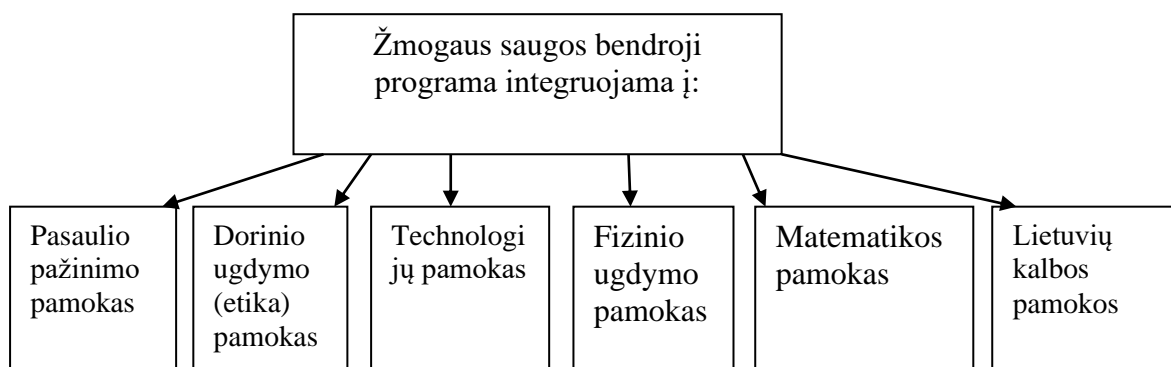 Žmogaus saugos bendroji
programa integruojama į:
Pasaulio
pažinimo
pamokas
Dorinio
ugdymo
(etika)
pamokas
Technologi
jų pamokas
Fizinio
ugdymo
pamokas
Matematikos
pamokas
Lietuvių
kalbos
pamokos